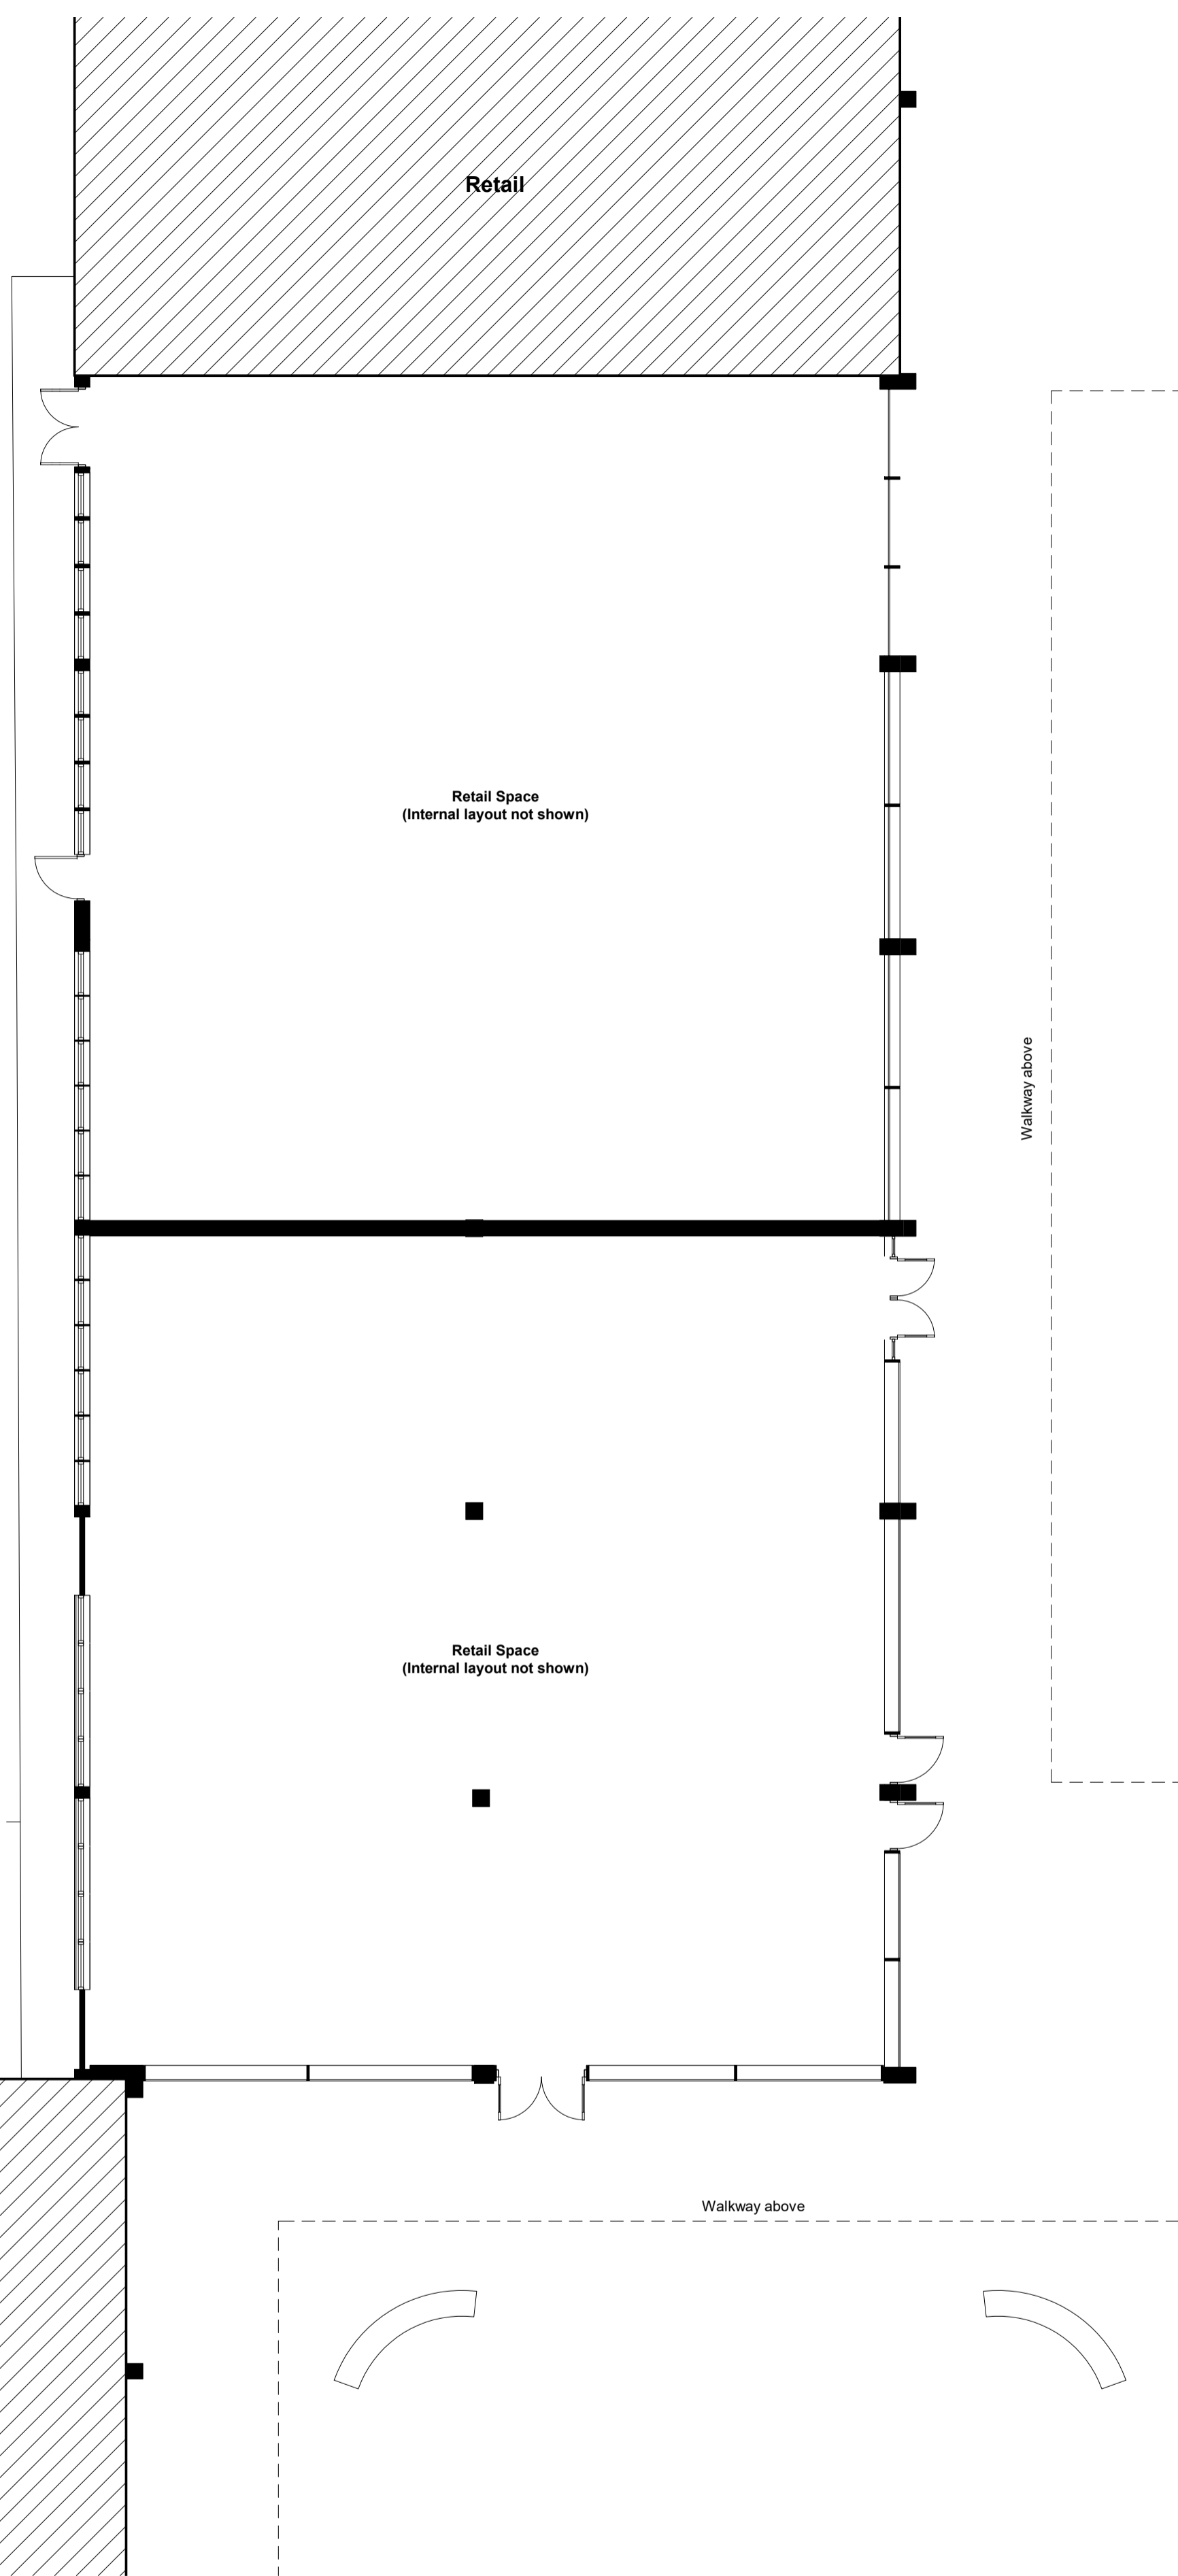 Retail
Retail Space
(Internal layout not shown)
Walkway above
Retail Space
(Internal layout not shown)
Walkway above